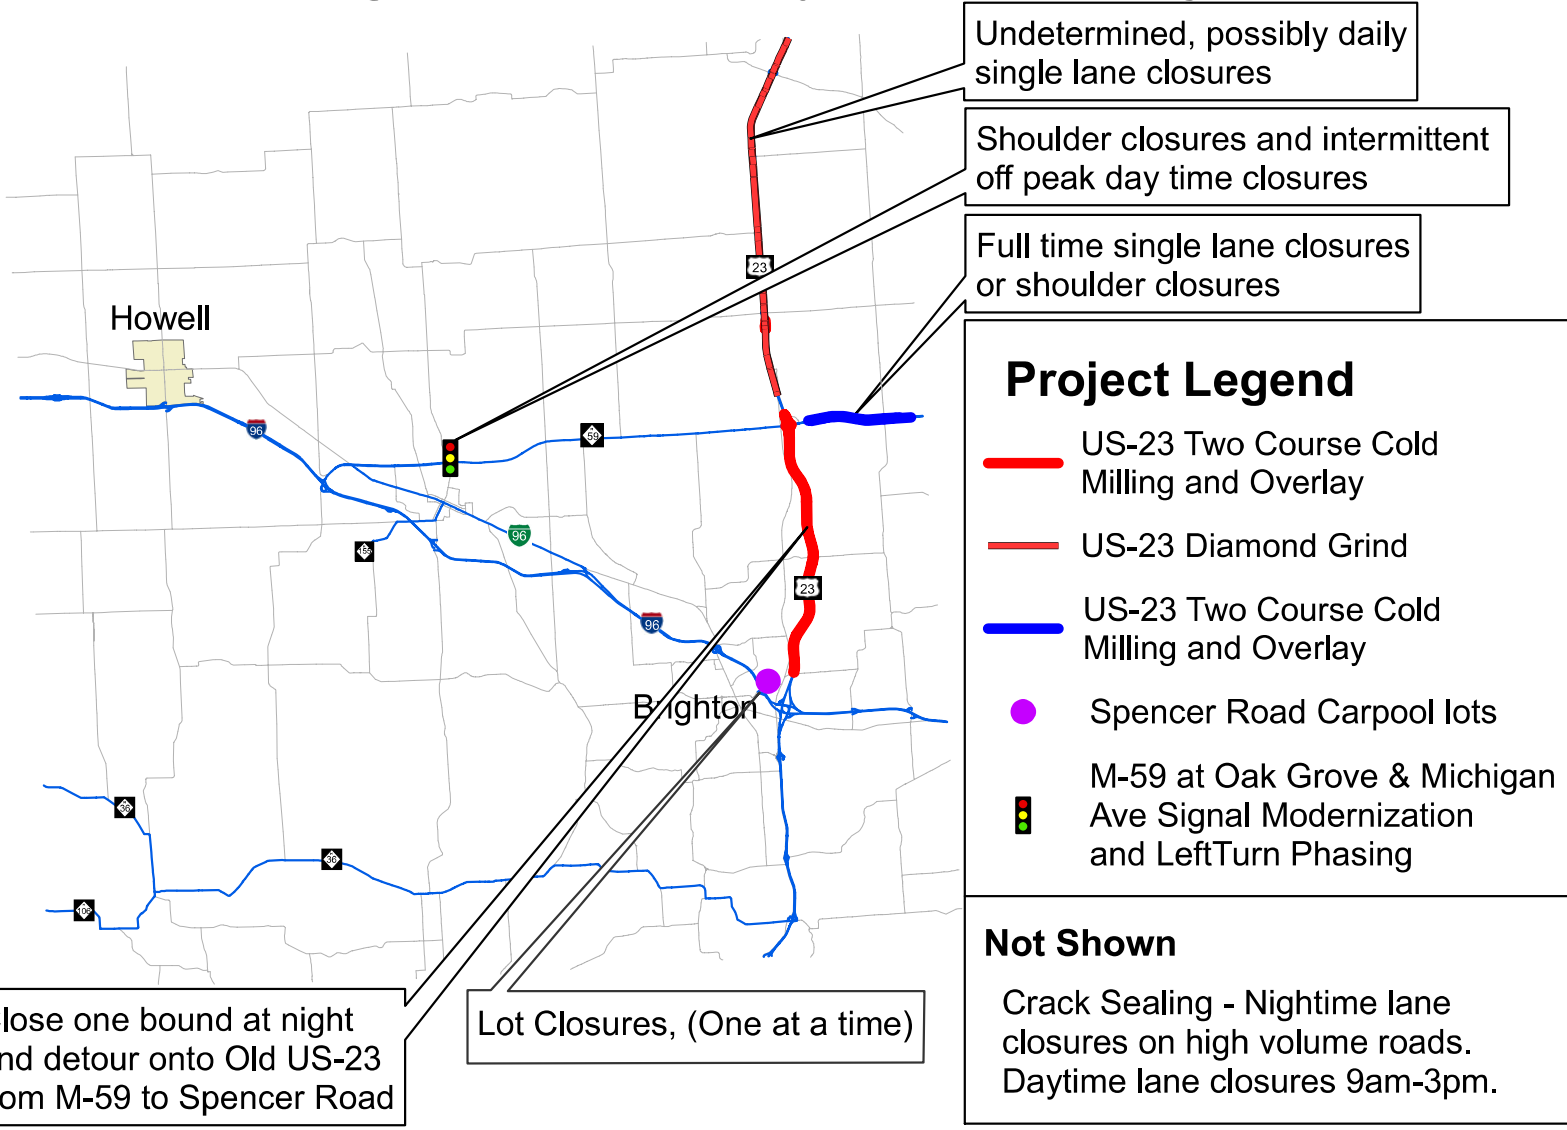 Undetermined, possibly daily
single lane closures
Shoulder closures and intermittent
off peak day time closures
Full time single lane closures
or shoulder closures
23
Howell
96
59
155
96
23
96
Brighton
36
36
106
Project Legend
US-23 Two Course Cold
Milling and Overlay
US-23 Diamond Grind
US-23 Two Course Cold
Milling and Overlay
Spencer Road Carpool lots
M-59 at Oak Grove & Michigan
Ave Signal Modernization
and LeftTurn Phasing
Not Shown
Crack Sealing - Nightime lane
closures on high volume roads.
Daytime lane closures 9am-3pm.
lose one bound at night
nd detour onto Old US-23
om M-59 to Spencer Road
Lot Closures, (One at a time)